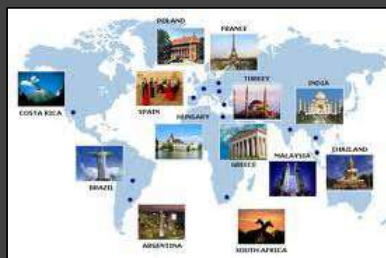 POLAND
FRANCE
COSTA RICA
SPAIN
TURKEY
INDIA
HUNGARY
GREECE
MALAYSIA
THAILAND
BRAZIL
ARGENTINA
SOUTH AFRICA